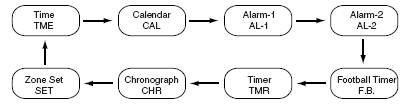 Time
TME
Calendar
CAL
Alarm-1
AL-1
Alarm-2
AL-2
Football Timer
F.B.
Timer
TMR
Chronograph
CHR
Zone Set
SET